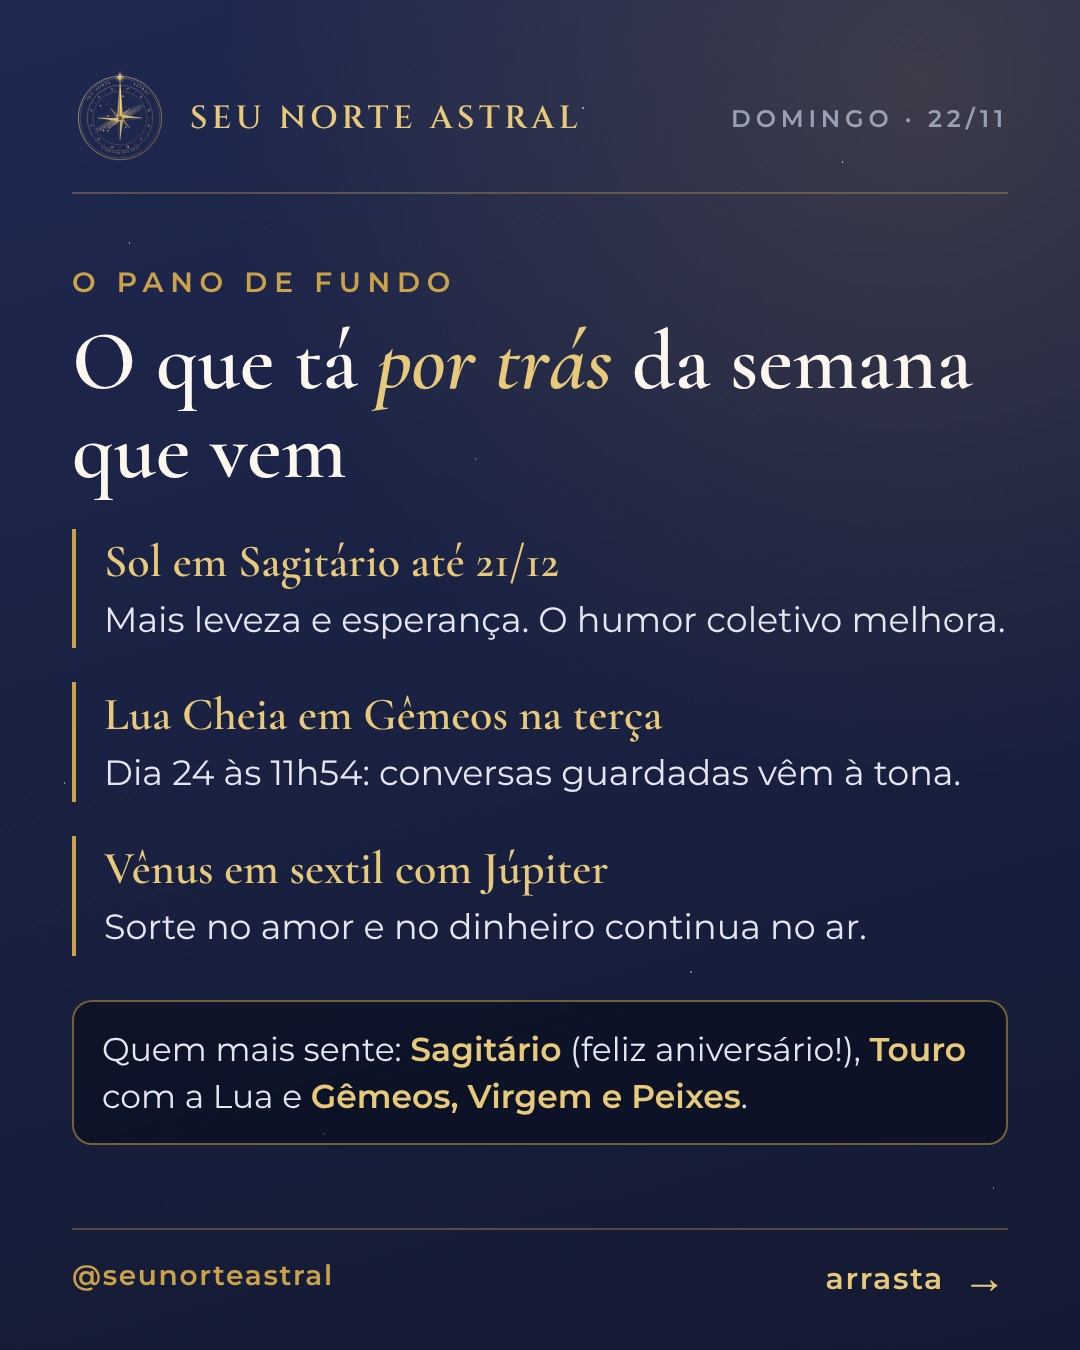 SEU NORTE ASTRAL
DOMINGO · 22/11
O PANO DE FUNDO
O que tá por trás da semana
que vem
Sol em Sagitário até 21/12
Mais leveza e esperança. O humor coletivo melhora.
Lua Cheia em Gêmeos na terça
Dia 24 às 11h54: conversas guardadas vêm à tona.
Vênus em sextil com Júpiter
Sorte no amor e no dinheiro continua no ar.
Quem mais sente: Sagitário (feliz aniversário!), Touro
com a Lua e Gêmeos, Virgem e Peixes.
@seunorteastral
arrasta →